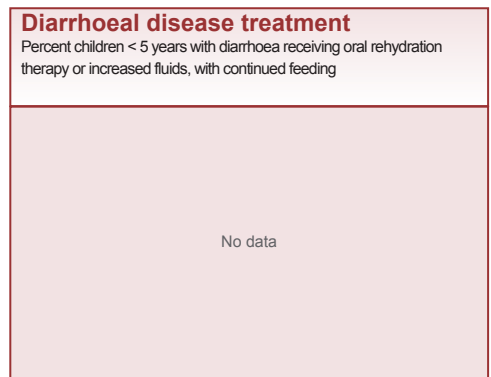 Diarrhoeal disease treatment
Percent children < 5 years with diarrhoea receiving oral rehydration
therapy or increased fluids, with continued feeding
No data